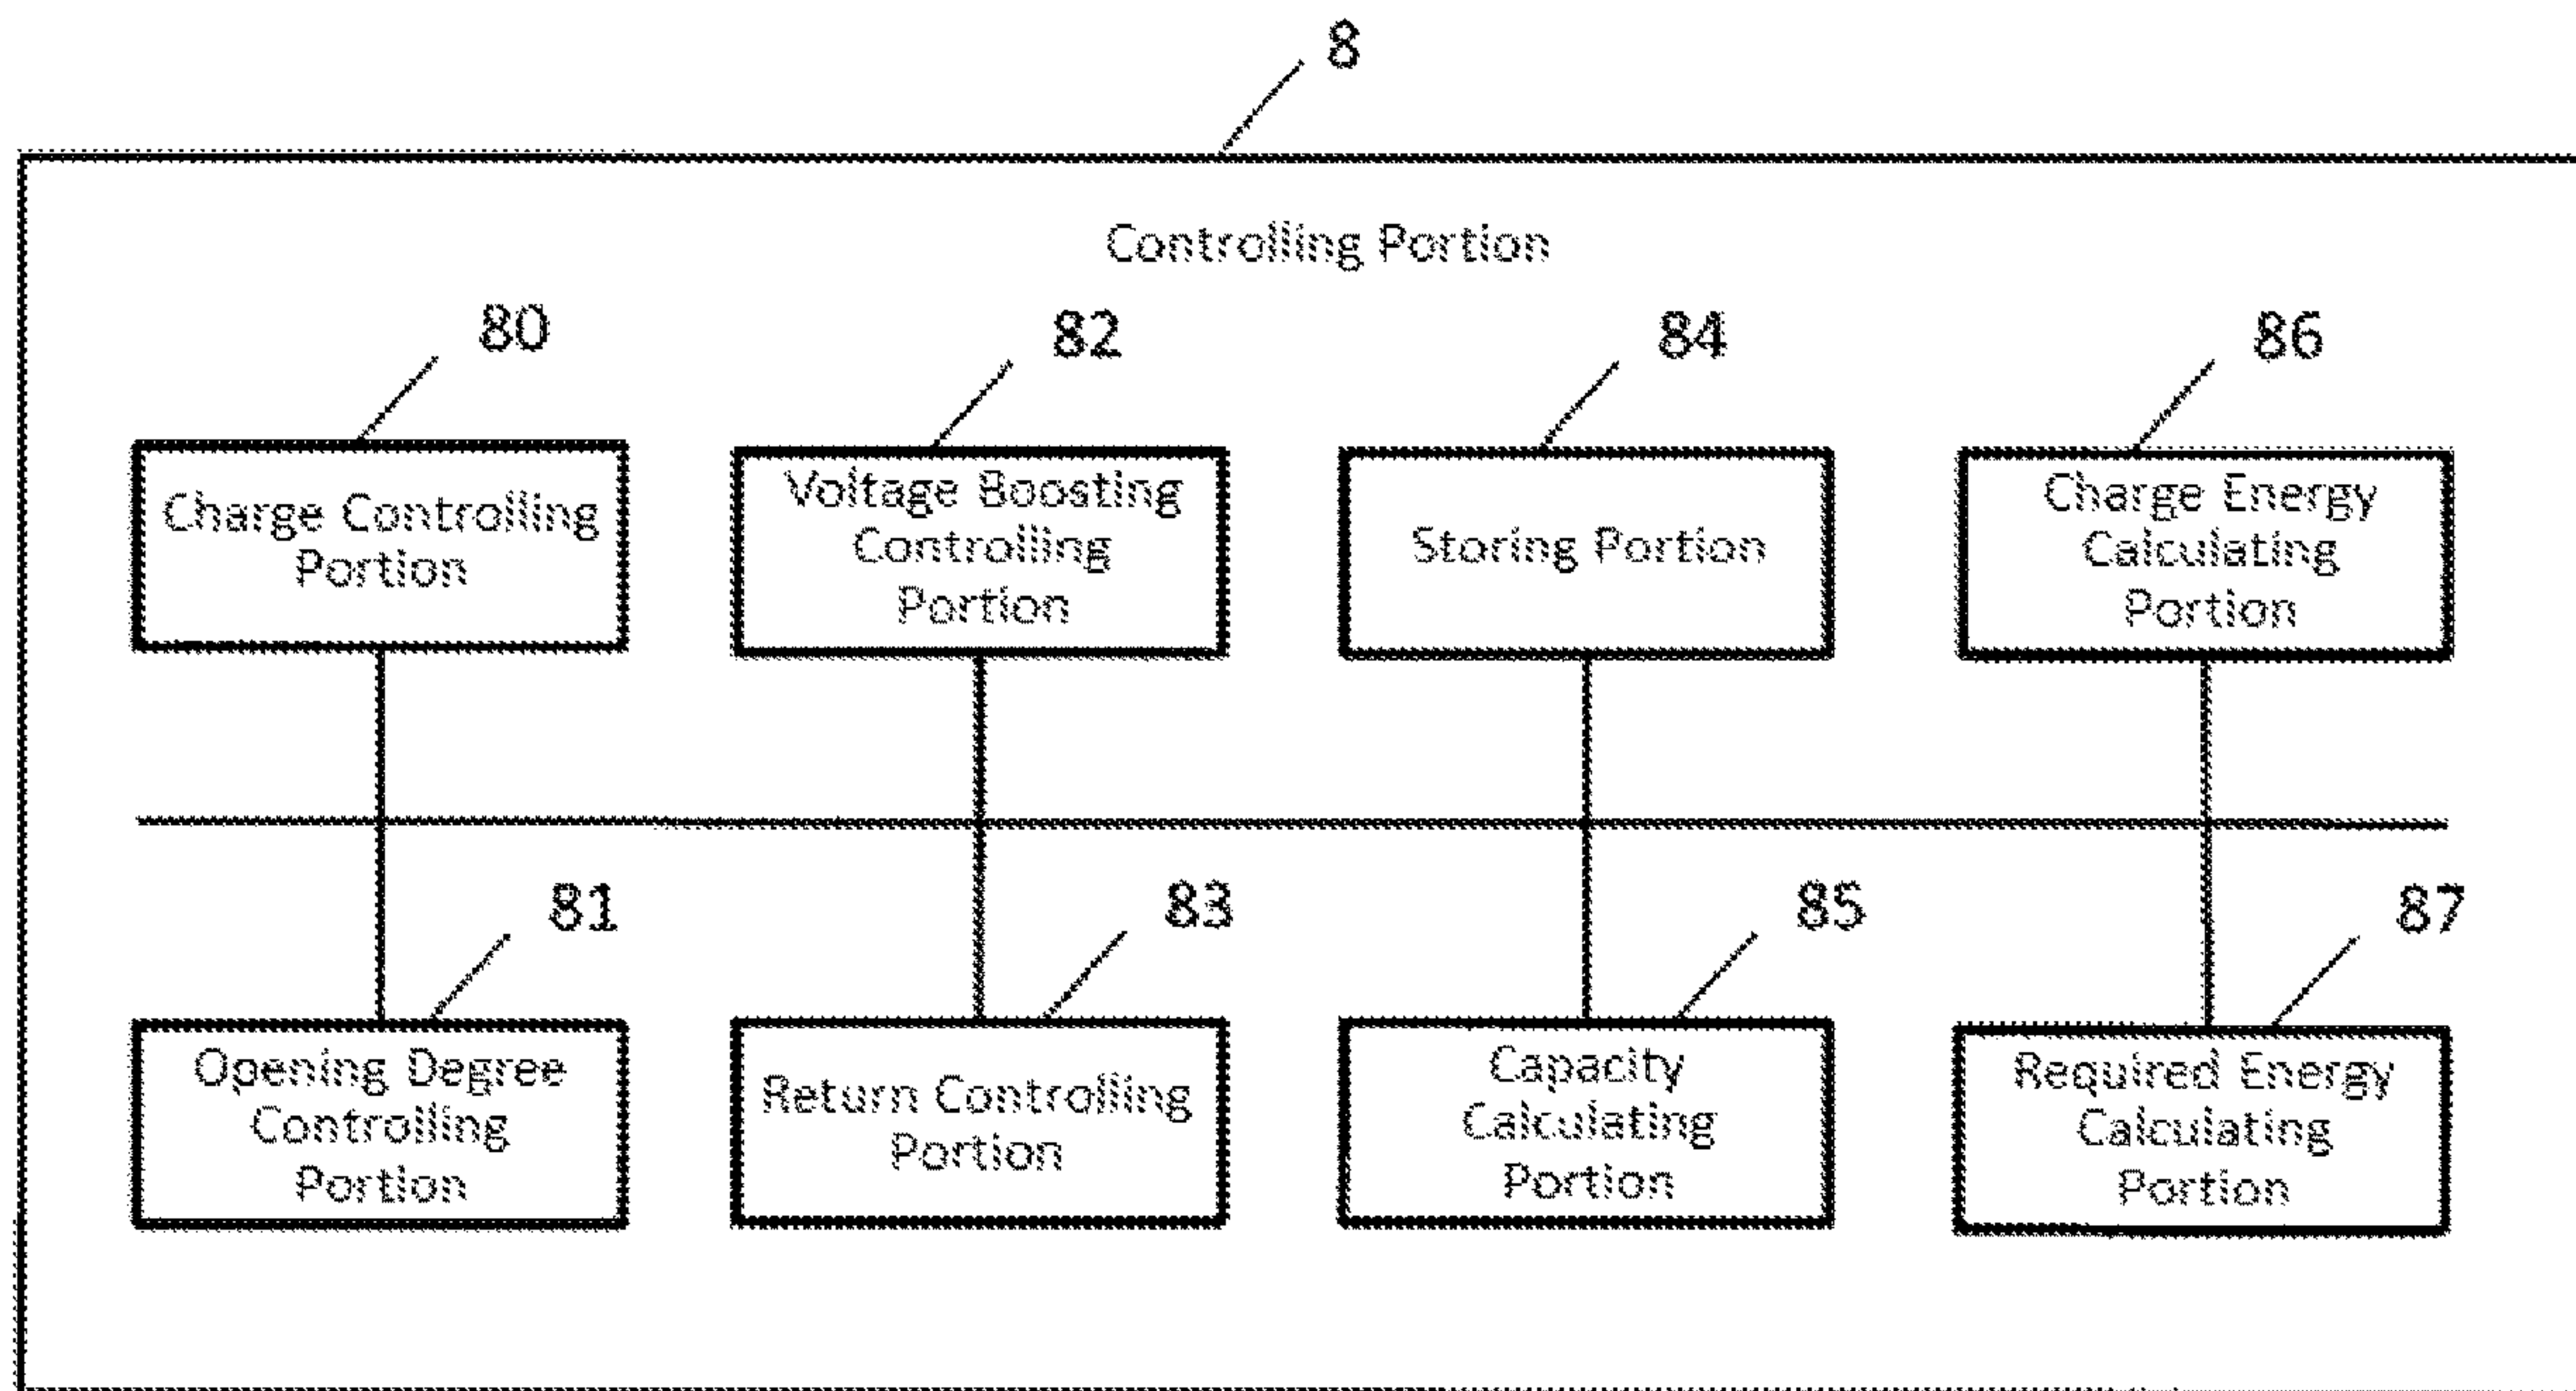 8
Controlling Portion
80
82
84
86
Charge Controlling
Portion
Voltage Boosting
Controlling
Portion
Storing Portion
Charge Energy
Calculating
Portion
81
83
85
87
Opening Degree
Controlling
Portion
Return Controlling
Portion
Capacity
Calculating
Portion
Required Energy
Calculating
Portion